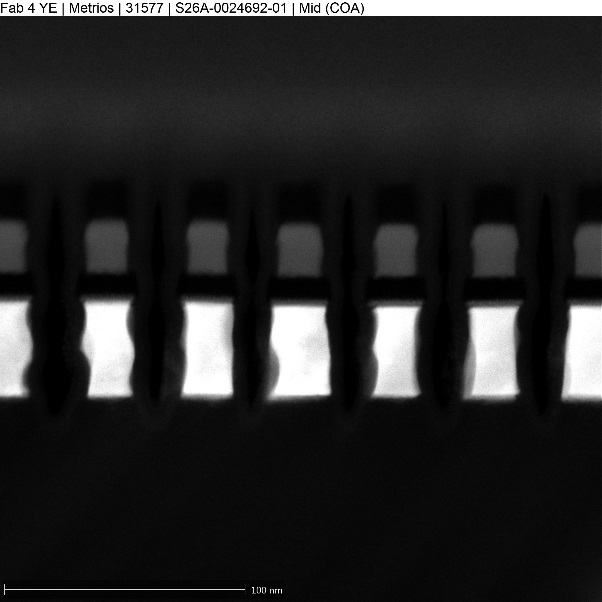 Fab 4 YE | Metrios | 31577 | S26A-0024692-01 | Mid (COA)
100 nm